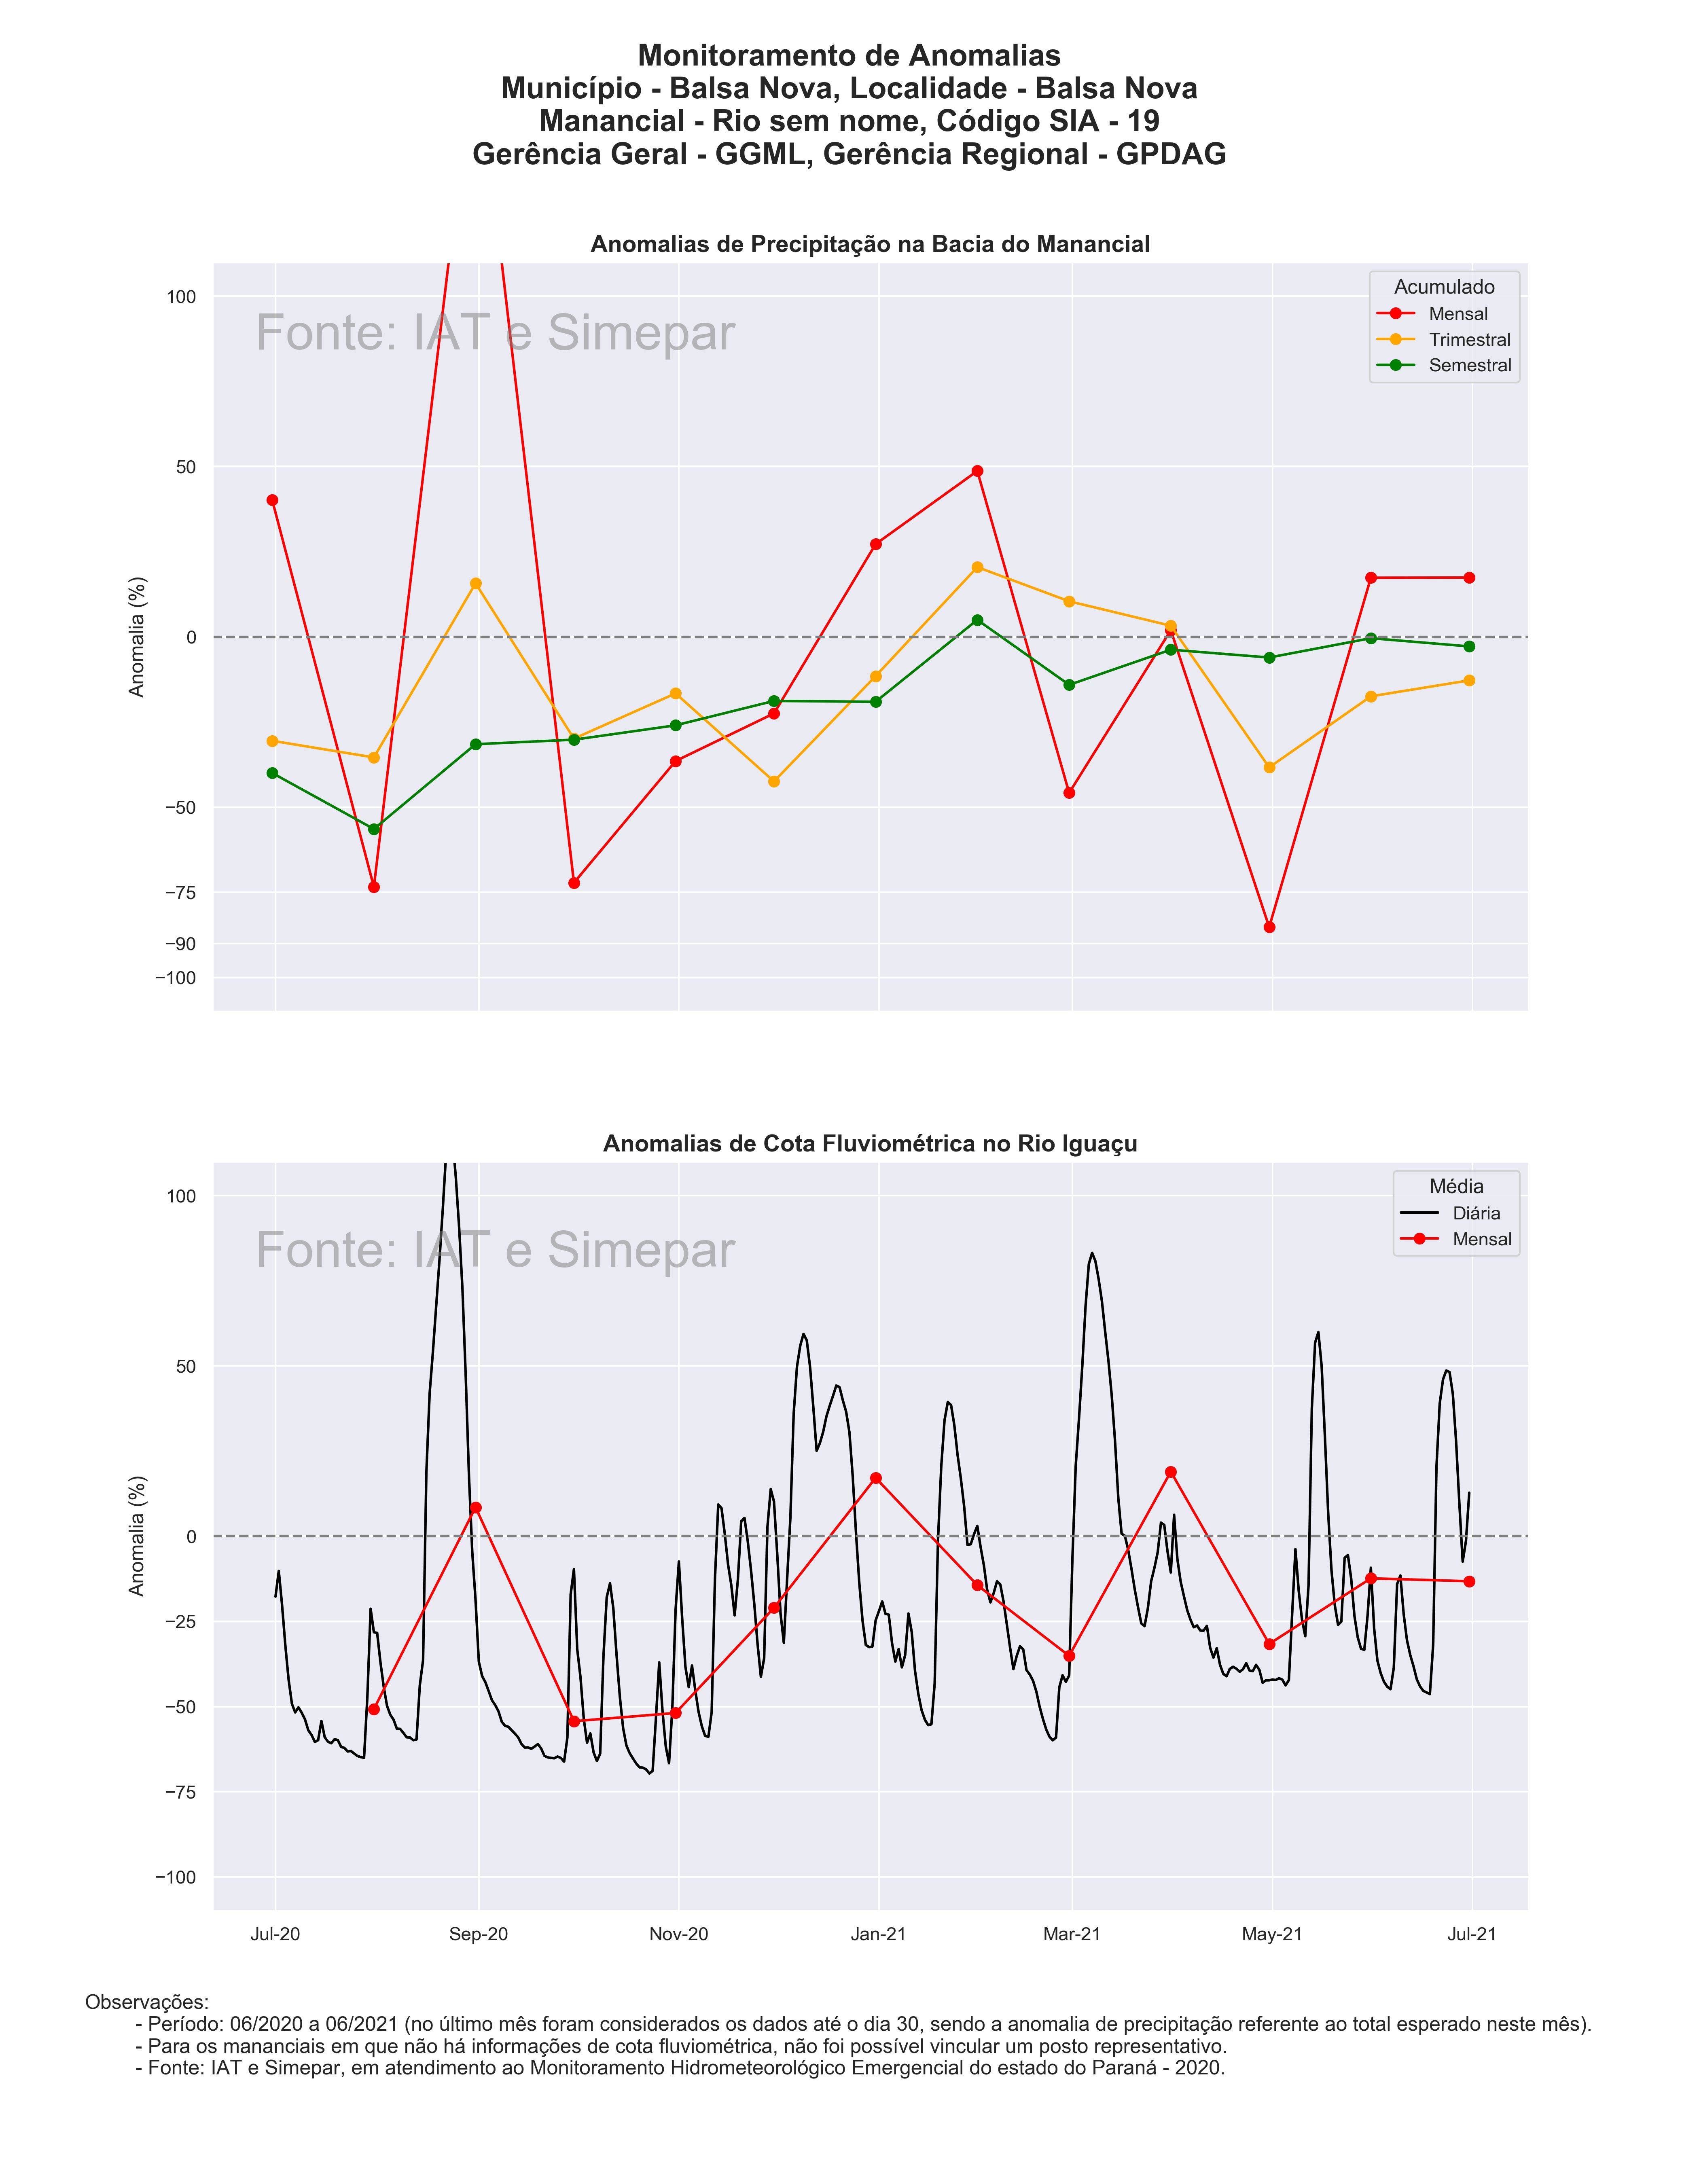 Monitoramento de Anomalias
Município - Balsa Nova, Localidade - Balsa Nova
Manancial - Rio sem nome, Código SIA - 19
Gerência Geral - GGML, Gerência Regional - GPDAG
Anomalias de Precipitação na Bacia do Manancial
Fonte: IAT e Simepar
Acumulado
Mensal
Trimestral
Semestral
Anomalia (%)
100
50
0
−50
−75
−90
−100
Anomalias de Cota Fluviométrica no Rio Iguaçu
Fonte: IAT e Simepar
Média
Diária
Mensal
Anomalia (%)
100
50
0
−25
−50
−75
−100
Jul-20 Sep-20 Nov-20 Jan-21 Mar-21 May-21 Jul-21
Observações:
- Período: 06/2020 a 06/2021 (no último mês foram considerados os dados até o dia 30, sendo a anomalia de precipitação referente ao total esperado neste mês).
- Para os mananciais em que não há informações de cota fluviométrica, não foi possível vincular um posto representativo.
- Fonte: IAT e Simepar, em atendimento ao Monitoramento Hidrometeorológico Emergencial do estado do Paraná - 2020.